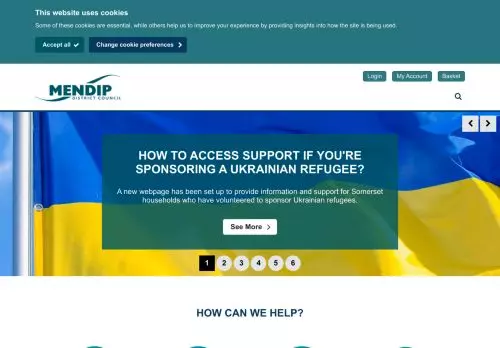 This website uses cookies
Some of these cookies are essential, while others help us to improve your experience by providing insights into how the site is being used.
Accept all
Change cookie preferences
Login
My Account
Basket
MENDIP
DISTRICT COUNCIL
HOW TO ACCESS SUPPORT IF YOU'RE
SPONSORING A UKRAINIAN REFUGEE?
A new webpage has been set up to provide information and support for Somerset
households who have volunteered to sponsor Ukrainian refugees.
See More
1 2 3 4 5 6
HOW CAN WE HELP?